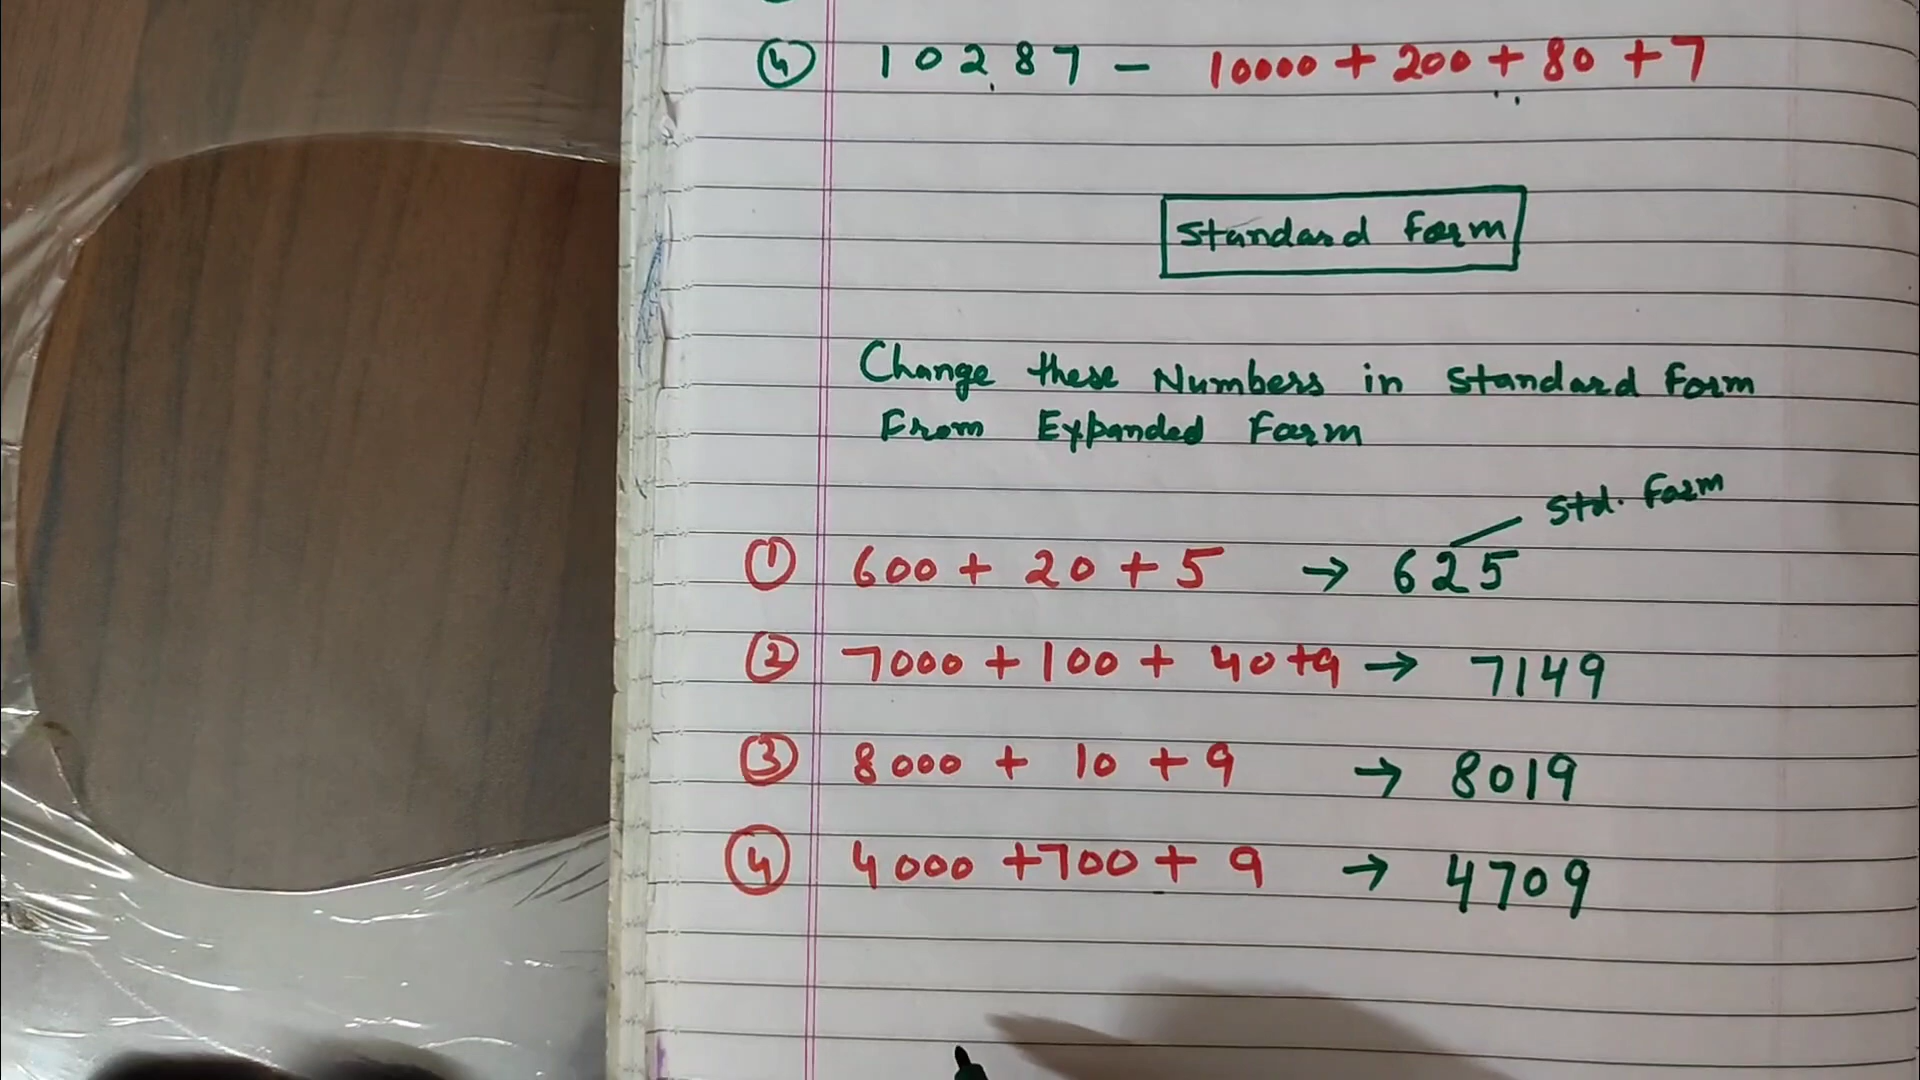 ④ 10287 - 10000 + 200 + 80 + 7
Standard Form
Change these Numbers in Standard Form
From Expanded Form
Std. Form
① 600 + 20 + 5 → 625
② 7000 + 100 + 40+9 → 7149
③ 8000 + 10 + 9 → 8019
④ 4000 +700 + 9 → 4709